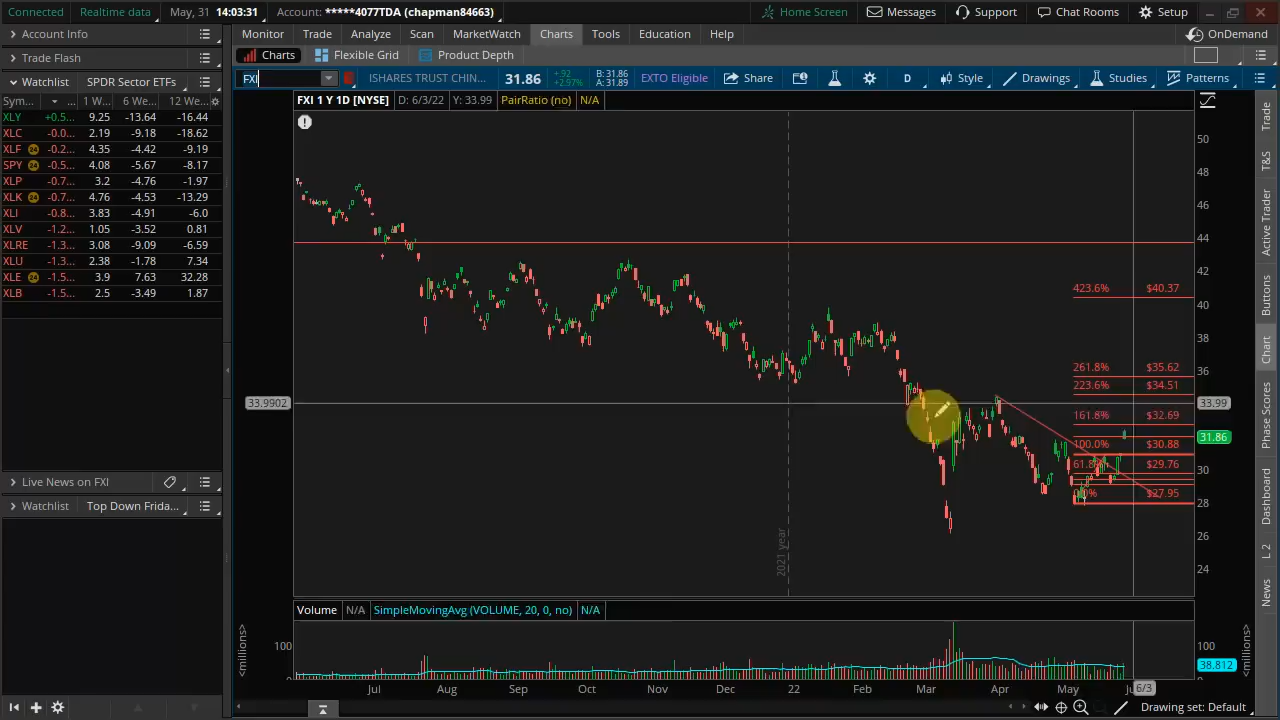 Connected Realtime data May, 31 14:03:31 Account: *****4077TDA (chapman84663) Home Screen Messages Support Chat Rooms Setup
Account Info Monitor Trade Analyze Scan MarketWatch Charts Tools Education Help OnDemand
Trade Flash Charts Flexible Grid Product Depth
Watchlist SPDR Sector ETFs FXI ISHARES TRUST CHIN... 31.86 +.92 +2.97% B: 31.86 A: 31.89 EXTO Eligible Share D Style Drawings Studies Patterns
Sym... 1 W... 6 We... 12 We... FXI 1 Y 1D [NYSE] D: 6/3/22 Y: 33.99 PairRatio (no) N/A
XLY +0.5... 9.25 -13.64 -16.44
XLC -0.0... 2.19 -9.18 -18.62
XLF -0.2... 4.35 -4.42 -9.19
SPY -0.5... 4.08 -5.67 -8.17
XLP -0.7... 3.2 -4.76 -1.97
XLK -0.7... 4.76 -4.53 -13.29
XLI -0.8... 3.83 -4.91 -6.0
XLV -1.2... 1.05 -3.52 0.81
XLRE -1.3... 3.08 -9.09 -6.59
XLU -1.3... 2.38 -1.78 7.34
XLE -1.5... 3.9 7.63 32.28
XLB -1.5... 2.5 -3.49 1.87
Live News on FXI
Watchlist Top Down Frida...
50
48
46
44
42
40
38
36
33.99
31.86
30
28
26
24
423.6% $40.37
261.8% $35.62
223.6% $34.51
161.8% $32.69
100.0% $30.88
61.8% $29.76
0.0% $27.95
33.9902
2021 year
Volume N/A SimpleMovingAvg (VOLUME, 20, 0, no) N/A
100 100
38.812
0 0
<millions> <millions>
Jul Aug Sep Oct Nov Dec 22 Feb Mar Apr May 6/3
Drawing set: Default
Trade
T&S
Active Trader
Buttons
Chart
Phase Scores
Dashboard
L 2
News